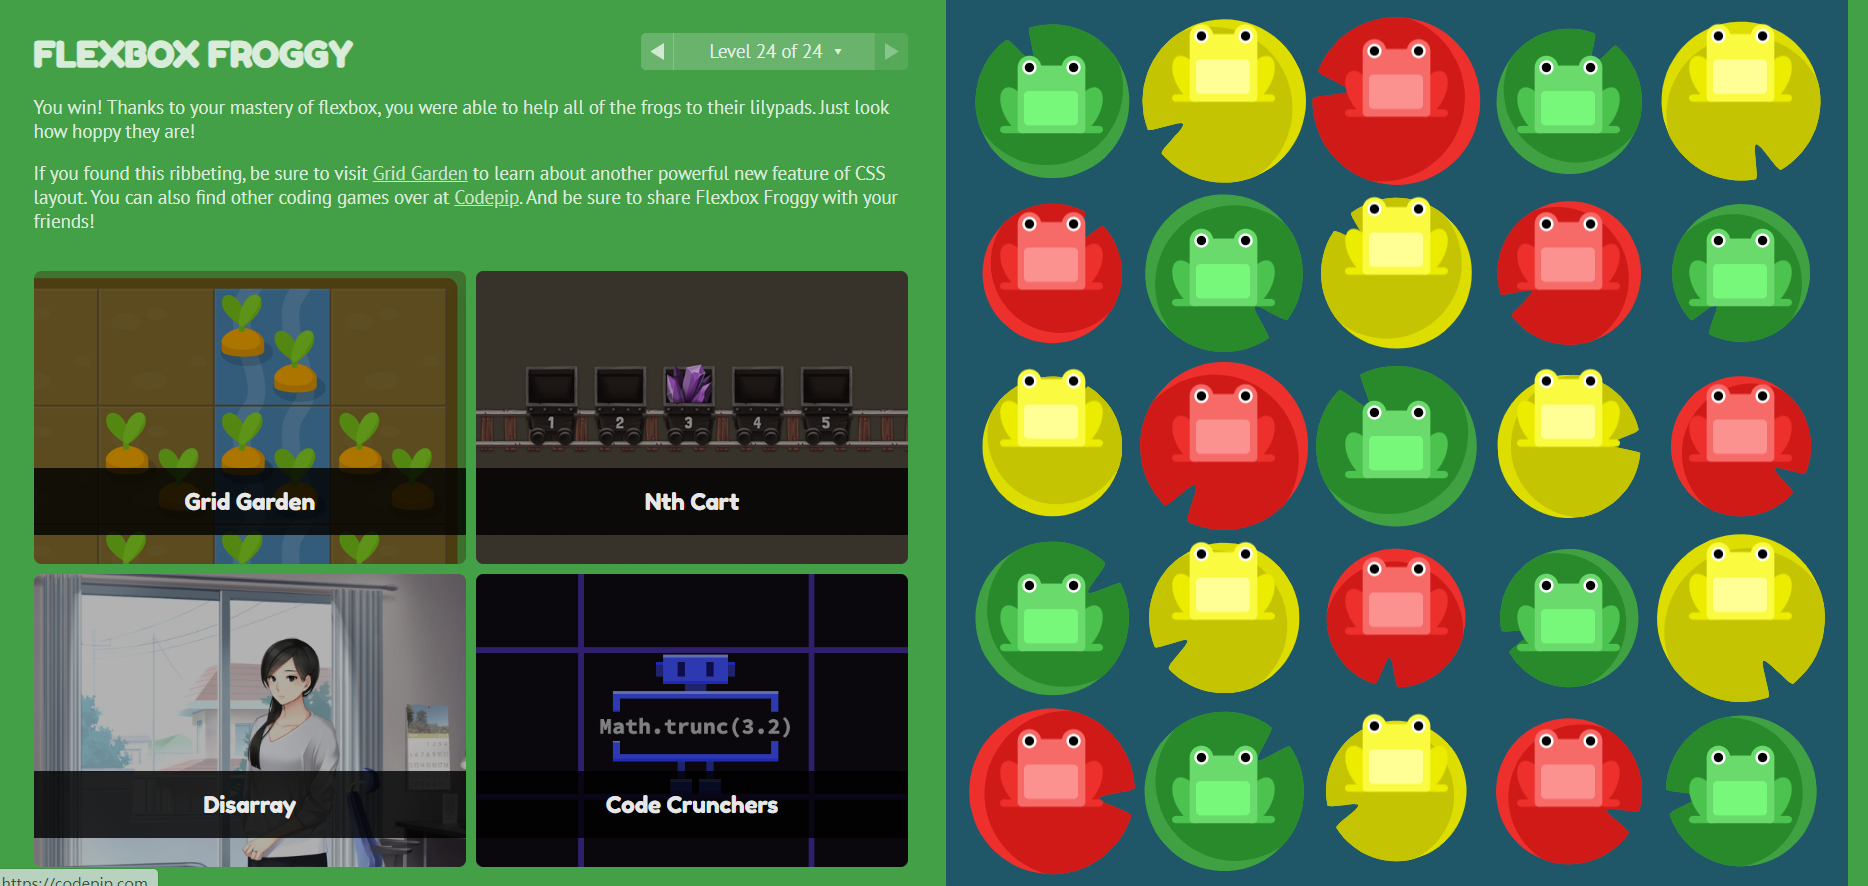 FLEXBOX FROGGY
Level 24 of 24
You win! Thanks to your mastery of flexbox, you were able to help all of the frogs to their lilypads. Just look
how hoppy they are!
If you found this ribbeting, be sure to visit Grid Garden to learn about another powerful new feature of CSS
layout. You can also find other coding games over at Codepip. And be sure to share Flexbox Froggy with your
friends!
1 2 3 4 5
Grid Garden
Nth Cart
Math.trunc(3.2)
Disarray
Code Crunchers
https://codepip.com